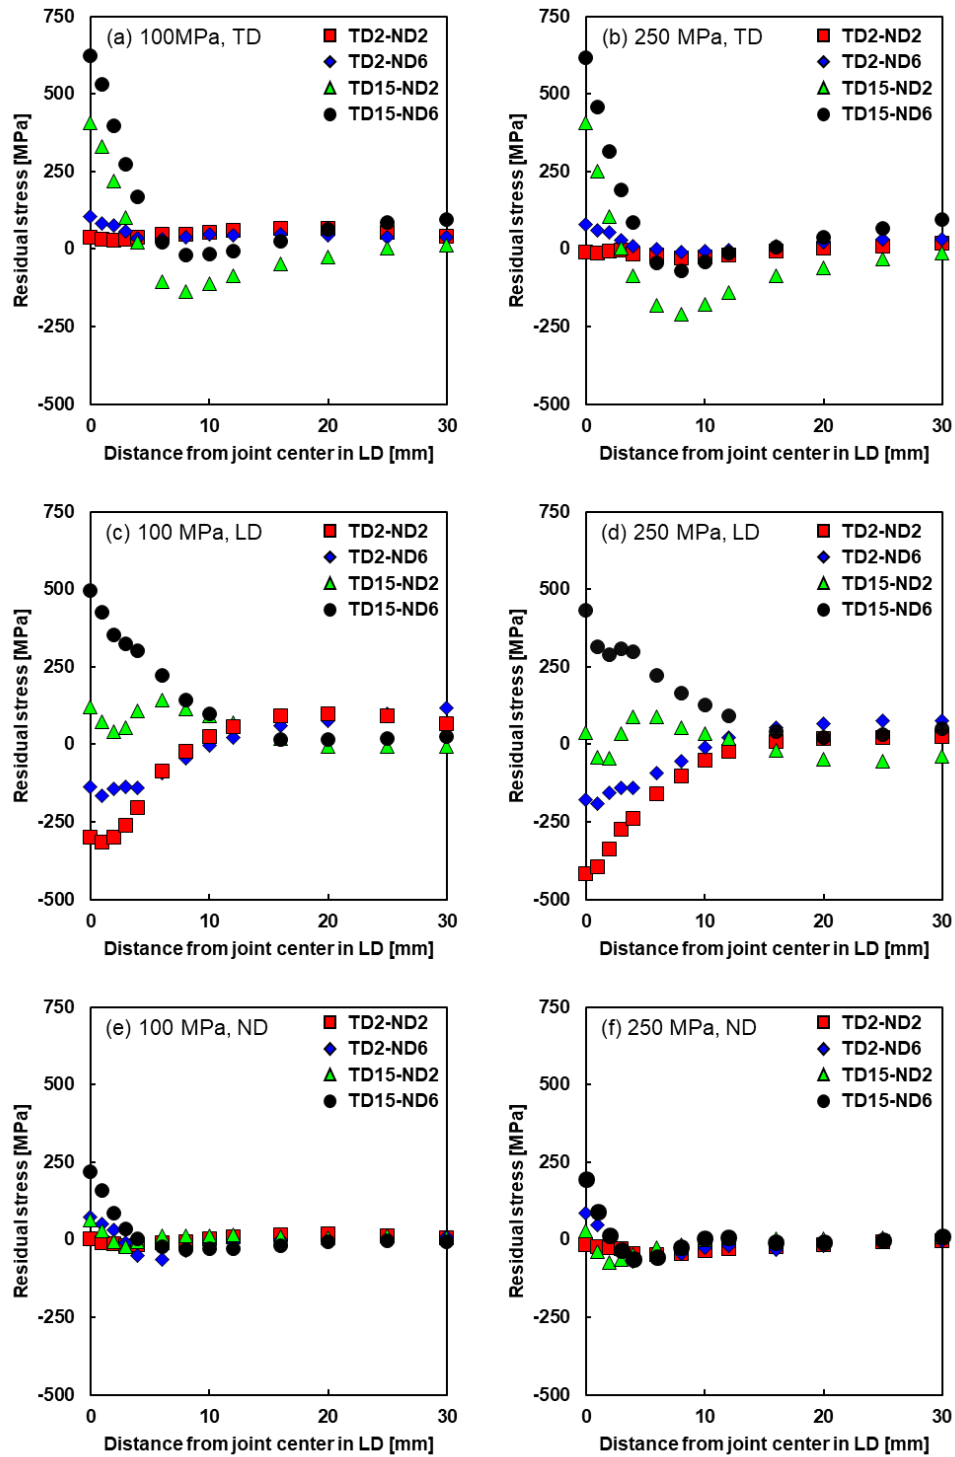 (a) 100MPa, TD
TD2-ND2
TD2-ND6
TD15-ND2
TD15-ND6
750
500
250
0
-250
-500
Residual stress [MPa]
0 10 20 30
Distance from joint center in LD [mm]
(b) 250 MPa, TD
TD2-ND2
TD2-ND6
TD15-ND2
TD15-ND6
750
500
250
0
-250
-500
Residual stress [MPa]
0 10 20 30
Distance from joint center in LD [mm]
(c) 100 MPa, LD
TD2-ND2
TD2-ND6
TD15-ND2
TD15-ND6
750
500
250
0
-250
-500
Residual stress [MPa]
0 10 20 30
Distance from joint center in LD [mm]
(d) 250 MPa, LD
TD2-ND2
TD2-ND6
TD15-ND2
TD15-ND6
750
500
250
0
-250
-500
Residual stress [MPa]
0 10 20 30
Distance from joint center in LD [mm]
(e) 100 MPa, ND
TD2-ND2
TD2-ND6
TD15-ND2
TD15-ND6
750
500
250
0
-250
-500
Residual stress [MPa]
0 10 20 30
Distance from joint center in LD [mm]
(f) 250 MPa, ND
TD2-ND2
TD2-ND6
TD15-ND2
TD15-ND6
750
500
250
0
-250
-500
Residual stress [MPa]
0 10 20 30
Distance from joint center in LD [mm]